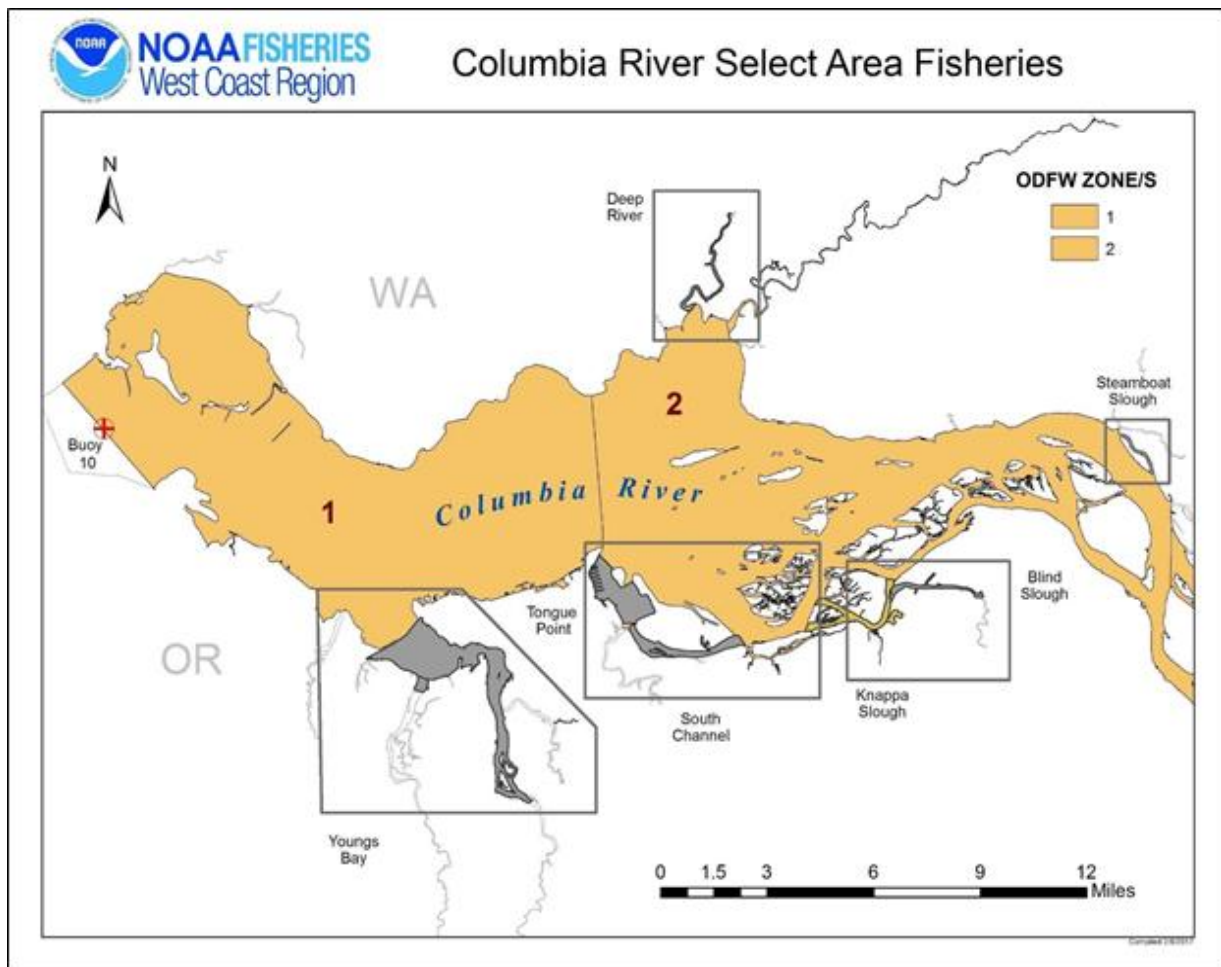 NOAA
NOAA FISHERIES
West Coast Region
Columbia River Select Area Fisheries
N
Deep
River
ODFW ZONE/S
1
2
WA
Steamboat
Slough
2
Buoy
10
1
Columbia River
Tongue
Point
Blind
Slough
OR
Knappa
Slough
South
Channel
Youngs
Bay
0 1.5 3 6 9 12
Miles